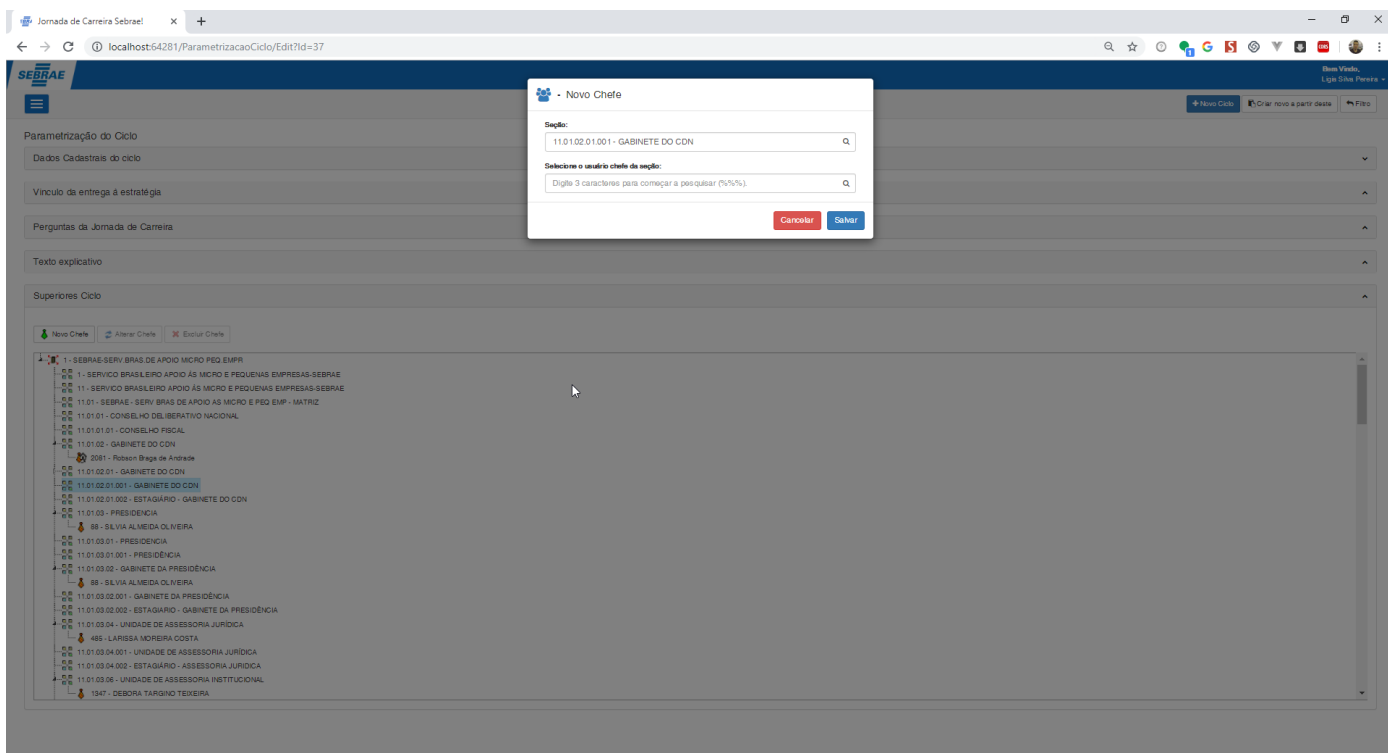 Jornada de Carreira Sebrae!
localhost:64281/ParametrizacaoCiclo/Edit?Id=37
SEBRAE
Bem Vindo,
Ligia Silva Pereira
Novo Ciclo
Criar novo a partir deste
Filtro
- Novo Chefe
Seção:
11.01.02.01.001 - GABINETE DO CDN
Selecione o usuário chefe da seção:
Digite 3 caracteres para começar a pesquisar (%%%).
Cancelar
Salvar
Parametrização do Ciclo
Dados Cadastrais do ciclo
Vinculo da entrega à estratégia
Perguntas da Jornada de Carreira
Texto explicativo
Superiores Ciclo
Novo Chefe
Alterar Chefe
Excluir Chefe
1 - SEBRAE-SERV.BRAS.DE APOIO MICRO PEQ EMPR
1 - SERVICO BRASILEIRO APOIO ÀS MICRO E PEQUENAS EMPRESAS-SEBRAE
11 - SERVICO BRASILEIRO APOIO ÀS MICRO E PEQUENAS EMPRESAS-SEBRAE
11.01 - SEBRAE - SERV BRAS DE APOIO AS MICRO E PEQ EMP - MATRIZ
11.01.01 - CONSELHO DELIBERATIVO NACIONAL
11.01.01.01 - CONSELHO FISCAL
11.01.02 - GABINETE DO CDN
2081 - Robson Braga de Andrade
11.01.02.01 - GABINETE DO CDN
11.01.02.01.001 - GABINETE DO CDN
11.01.02.01.002 - ESTAGIÁRIO - GABINETE DO CDN
11.01.03 - PRESIDENCIA
88 - SILVIA ALMEIDA OLIVEIRA
11.01.03.01 - PRESIDENCIA
11.01.03.01.001 - PRESIDÊNCIA
11.01.03.02 - GABINETE DA PRESIDÊNCIA
88 - SILVIA ALMEIDA OLIVEIRA
11.01.03.02.001 - GABINETE DA PRESIDÊNCIA
11.01.03.02.002 - ESTAGIARIO - GABINETE DA PRESIDÊNCIA
11.01.03.04 - UNIDADE DE ASSESSORIA JURÍDICA
485 - LARISSA MOREIRA COSTA
11.01.03.04.001 - UNIDADE DE ASSESSORIA JURÍDICA
11.01.03.04.002 - ESTAGIÁRIO - ASSESSORIA JURIDICA
11.01.03.06 - UNIDADE DE ASSESSORIA INSTITUCIONAL
1347 - DEBORA TARGINO TEIXEIRA